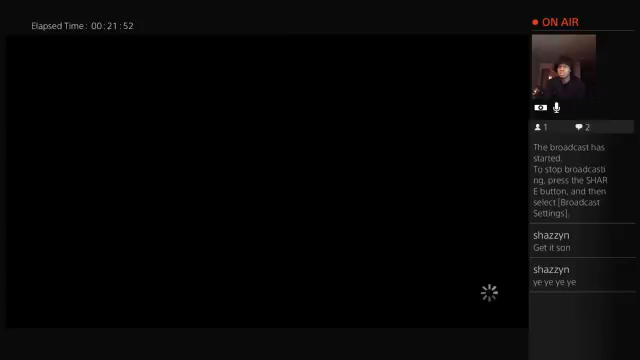 Elapsed Time : 00:21:52
ON AIR
1 2
The broadcast has
started.
To stop broadcasti
ng, press the SHAR
E button, and then
select [Broadcast
Settings].
shazzyn
Get it son
shazzyn
ye ye ye ye